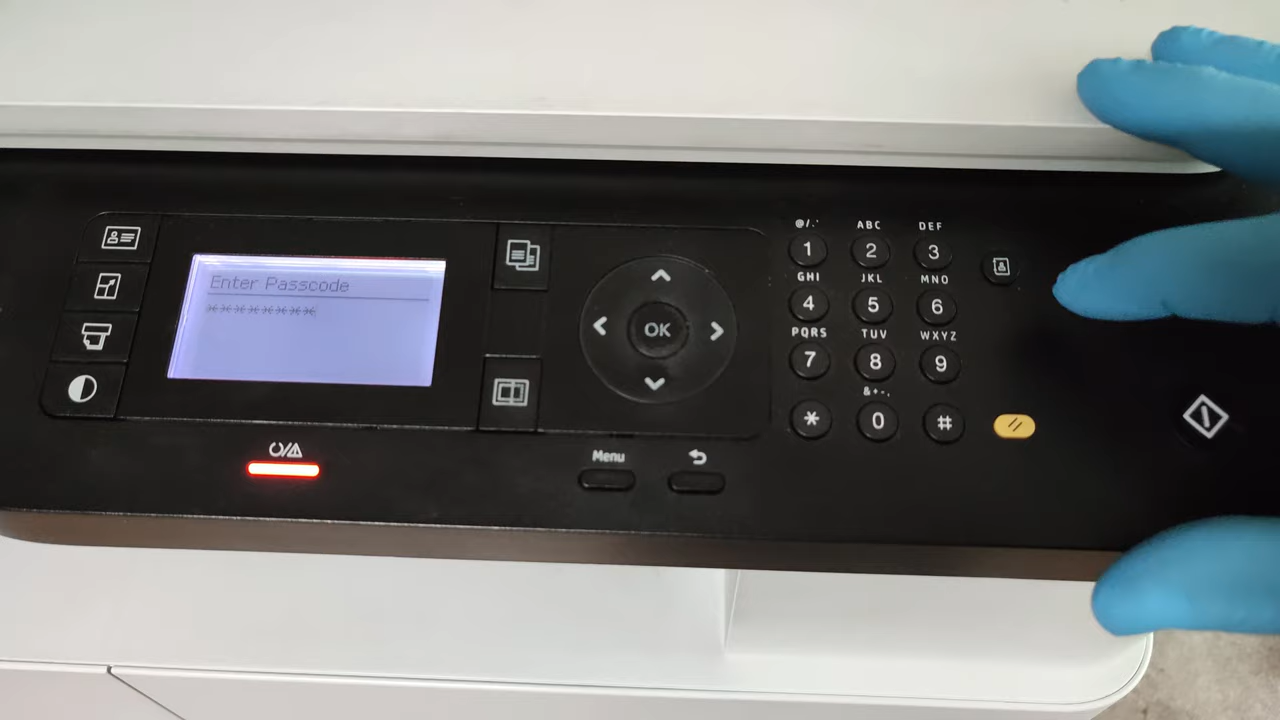 Enter Passcode
********
@/.' ABC DEF
1 2 3
GHI JKL MNO
4 5 6
PQRS TUV WXYZ
7 8 9
&+-,
* 0 #
OK
Menu